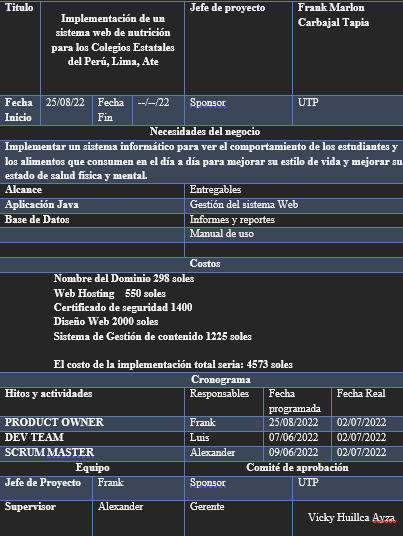 Titulo
Implementación de un
sistema web de nutrición
para los Colegios Estatales
del Perú, Lima, Ate
Jefe de proyecto
Frank Marlon
Carbajal Tapia
Fecha
Inicio
25/08/22
Fecha
Fin
--/--/22
Sponsor
UTP
Necesidades del negocio
Implementar un sistema informático para ver el comportamiento de los estudiantes y
los alimentos que consumen en el día a día para mejorar su estilo de vida y mejorar su
estado de salud física y mental.
Alcance
Entregables
Aplicación Java
Gestión del sistema Web
Base de Datos
Informes y reportes
Manual de uso
Costos
Nombre del Dominio 298 soles
Web Hosting 550 soles
Certificado de seguridad 1400
Diseño Web 2000 soles
Sistema de Gestión de contenido 1225 soles
El costo de la implementación total seria: 4573 soles
Cronograma
Hitos y actividades
Responsables
Fecha
programada
Fecha Real
PRODUCT OWNER
Frank
25/08/2022
02/07/2022
DEV TEAM
Luis
07/06/2022
02/07/2022
SCRUM MASTER
Alexander
09/06/2022
02/07/2022
Equipo
Comité de aprobación
Jefe de Proyecto
Frank
Sponsor
UTP
Supervisor
Alexander
Gerente
Vicky Huillca Ayza